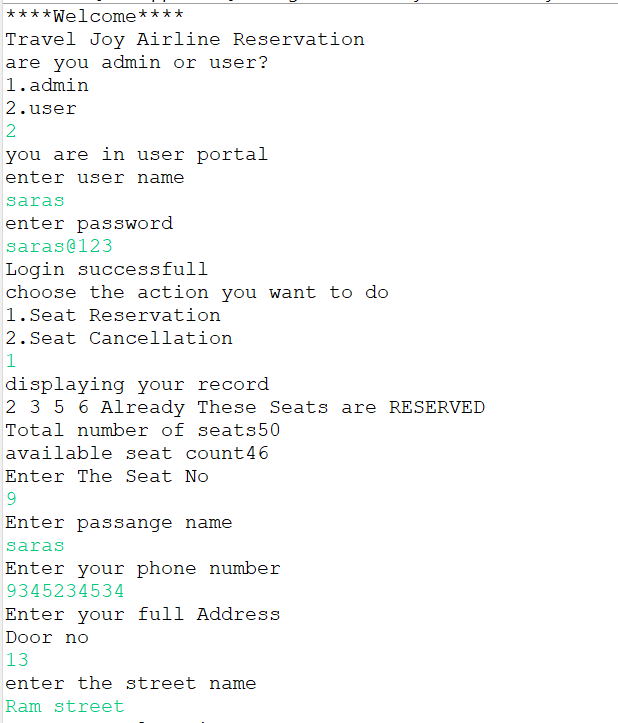 ****Welcome****
Travel Joy Airline Reservation
are you admin or user?
1.admin
2.user
2
you are in user portal
enter user name
saras
enter password
saras@123
Login successfull
choose the action you want to do
1.Seat Reservation
2.Seat Cancellation
1
displaying your record
2 3 5 6 Already These Seats are RESERVED
Total number of seats50
available seat count46
Enter The Seat No
9
Enter passange name
saras
Enter your phone number
9345234534
Enter your full Address
Door no
13
enter the street name
Ram street